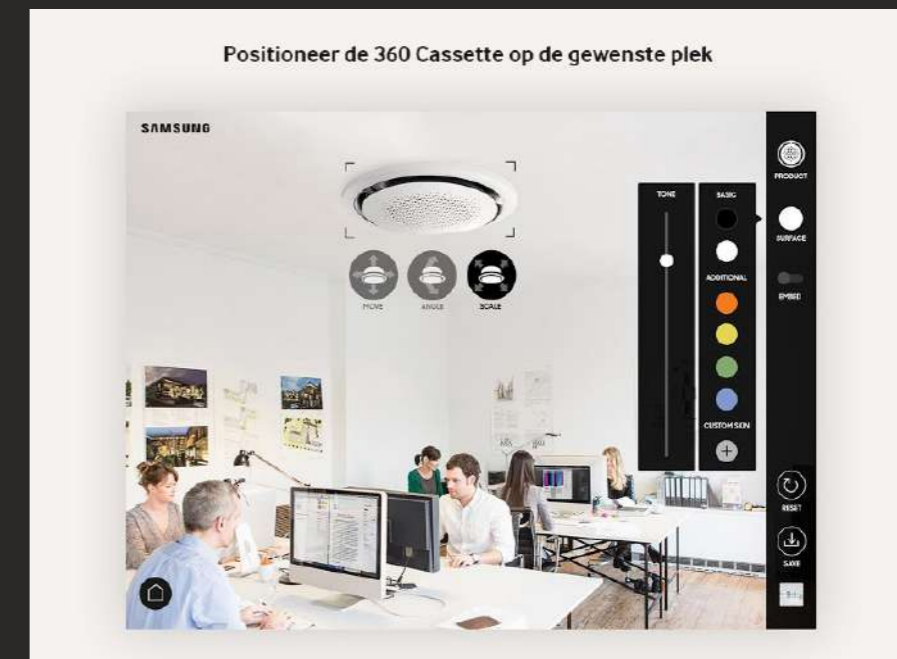 Positioneer de 360 Cassette op de gewenste plek
SAMSUNG
PRODUCT
TONE
BASIC
SURFACE
ADDITIONAL
EMBED
MOVE
ANGLE
SCALE
CUSTOM SKIN
RESET
SAVE